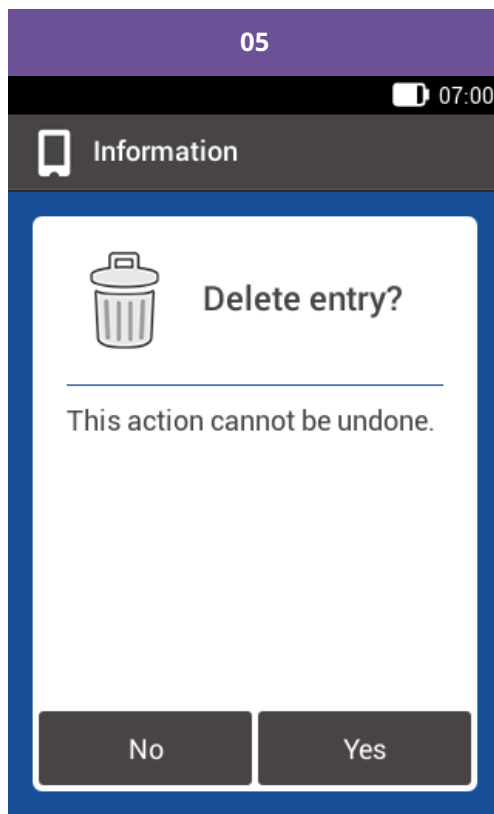 05
07:00
Information
Delete entry?
This action cannot be undone.
No Yes